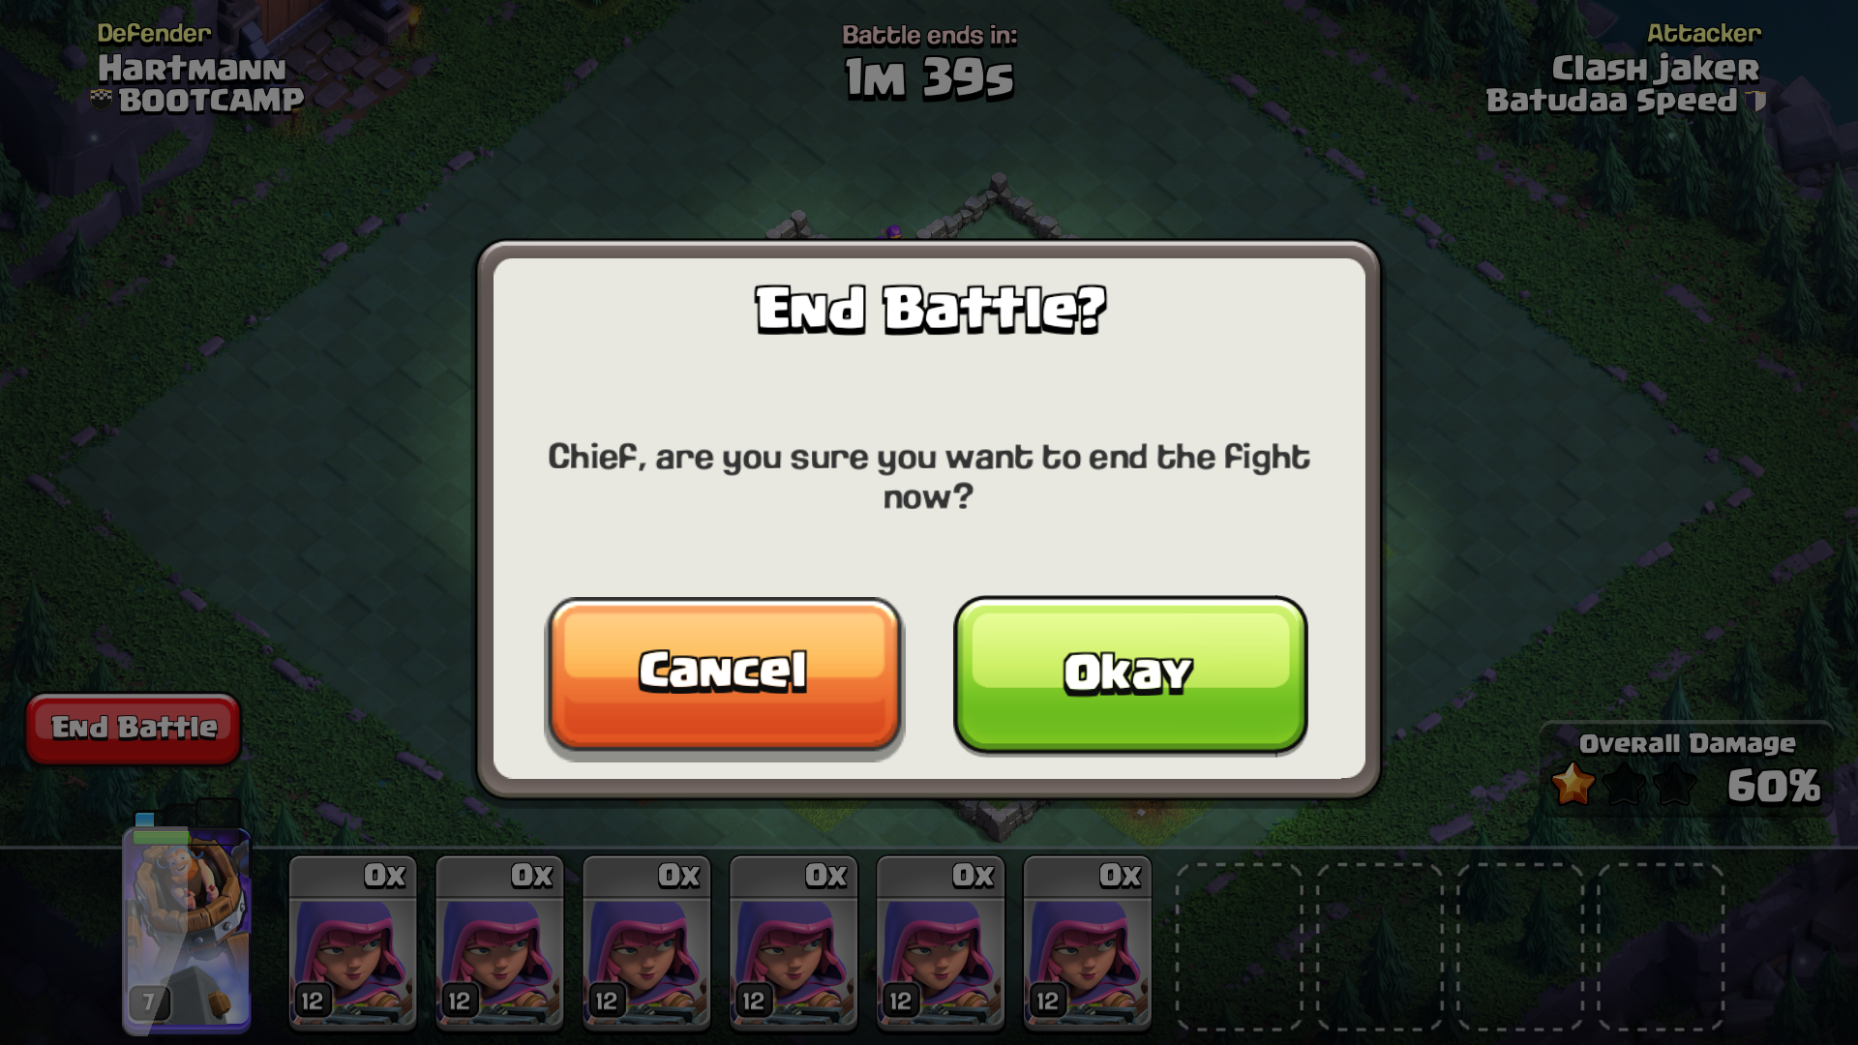 Defender
Hartmann
BOOTCAMP
Battle ends in:
1m 39s
Attacker
Clash jaker
Batudaa Speed
End Battle?
Chief, are you sure you want to end the fight
now?
Cancel
Okay
End Battle
Overall Damage
60%
0x
0x
0x
0x
0x
0x
7
12
12
12
12
12
12